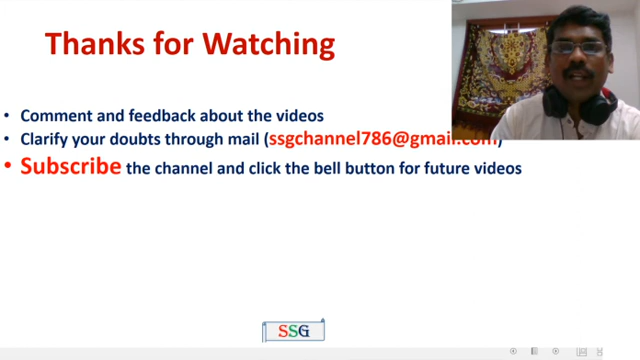 Thanks for Watching
• Comment and feedback about the videos
• Clarify your doubts through mail (ssgchannel786@gmail.com)
• Subscribe the channel and click the bell button for future videos
SSG